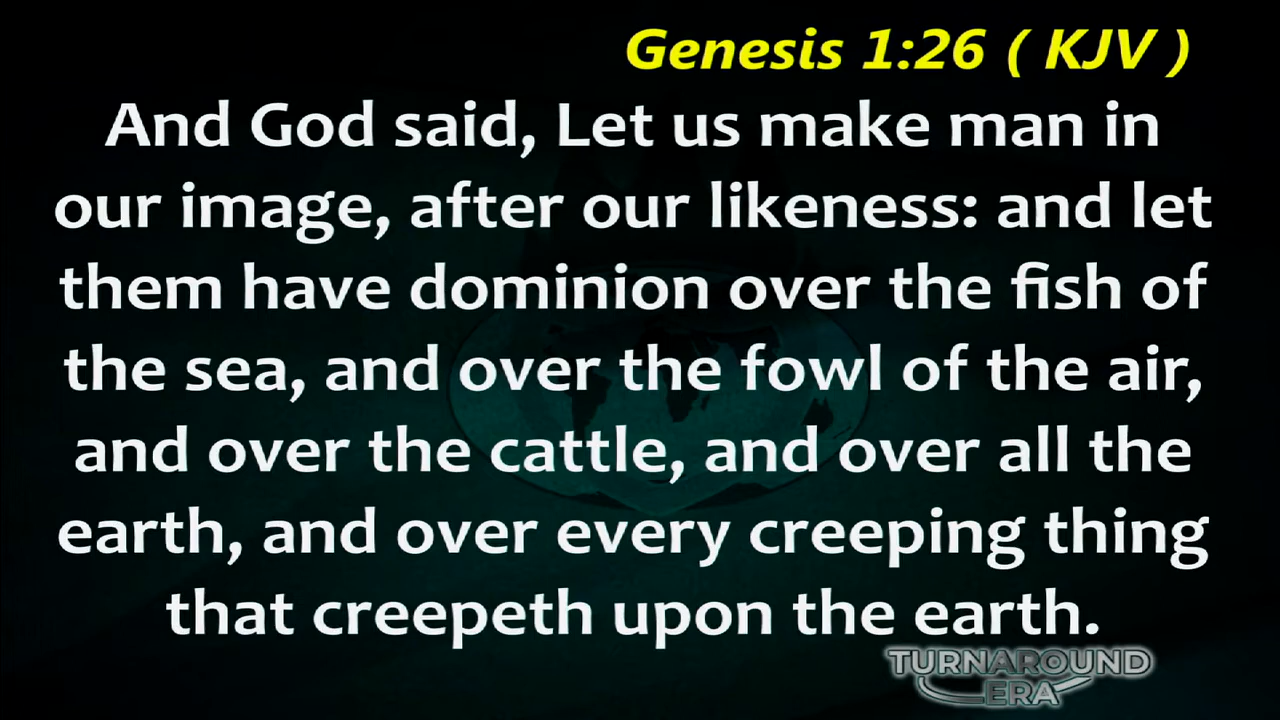 Genesis 1:26 ( KJV )
And God said, Let us make man in
our image, after our likeness: and let
them have dominion over the fish of
the sea, and over the fowl of the air,
and over the cattle, and over all the
earth, and over every creeping thing
that creepeth upon the earth.
TURNAROUND
ERA